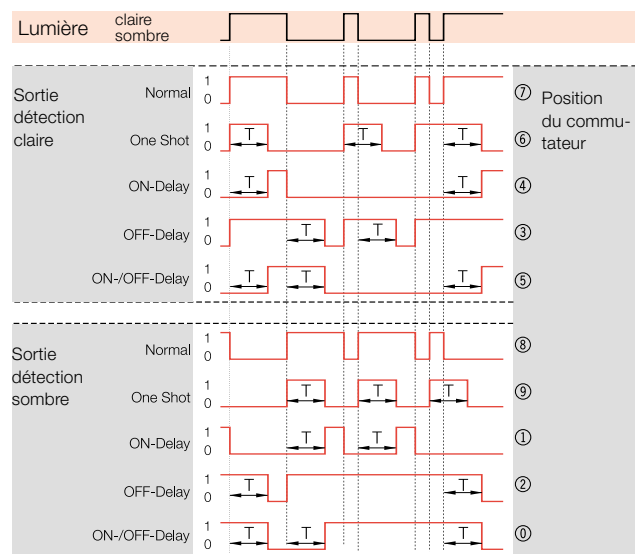 Lumière
claire
sombre
Sortie
détection
claire
Normal
1
0
⑦
Position
du commu-
tateur
One Shot
1
0
T
T
T
⑥
ON-Delay
1
0
T
T
④
OFF-Delay
1
0
T
T
③
ON-/OFF-Delay
1
0
T
T
T
⑤
Sortie
détection
sombre
Normal
1
0
⑧
One Shot
1
0
T
T
T
⑨
ON-Delay
1
0
T
T
①
OFF-Delay
1
0
T
T
②
ON-/OFF-Delay
1
0
T
T
T
⓪